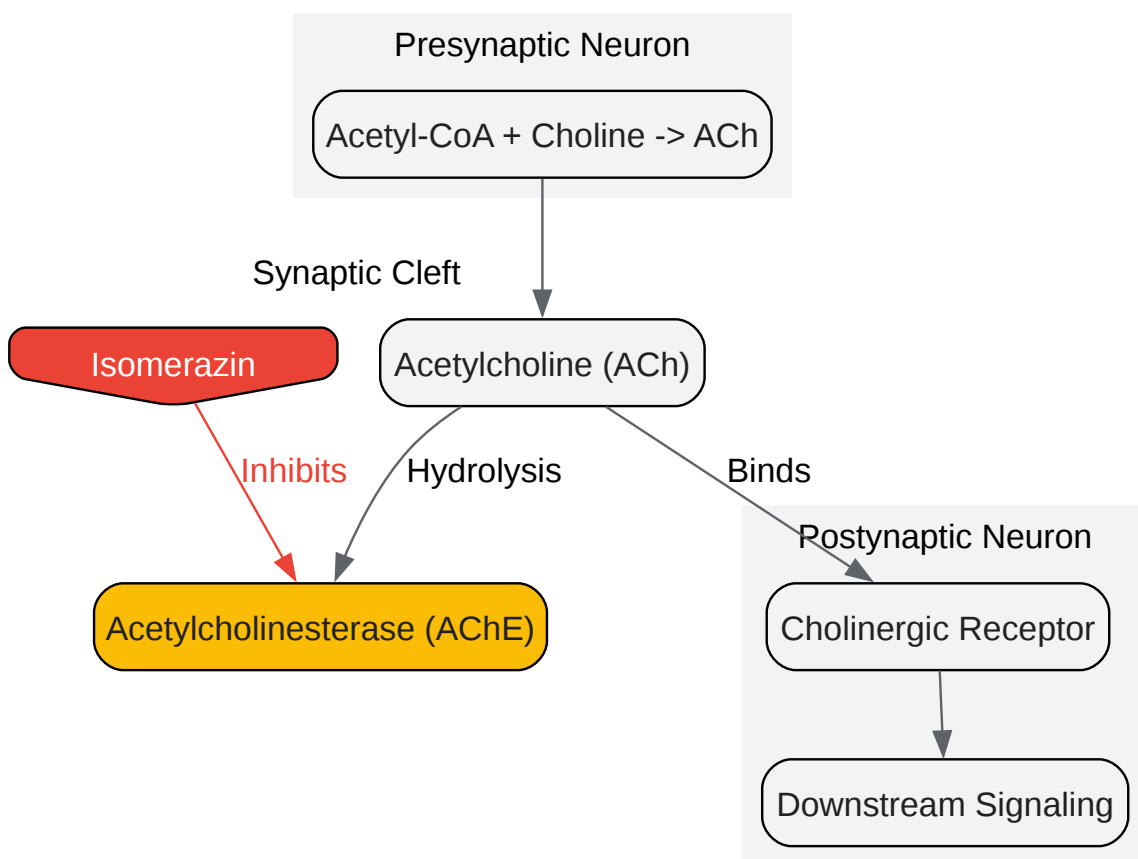 Presynaptic Neuron
Acetyl-CoA + Choline -> ACh
Synaptic Cleft
Isomerazin
Acetylcholine (ACh)
Inhibits
Hydrolysis
Binds
Postynaptic Neuron
Acetylcholinesterase (AChE)
Cholinergic Receptor
Downstream Signaling